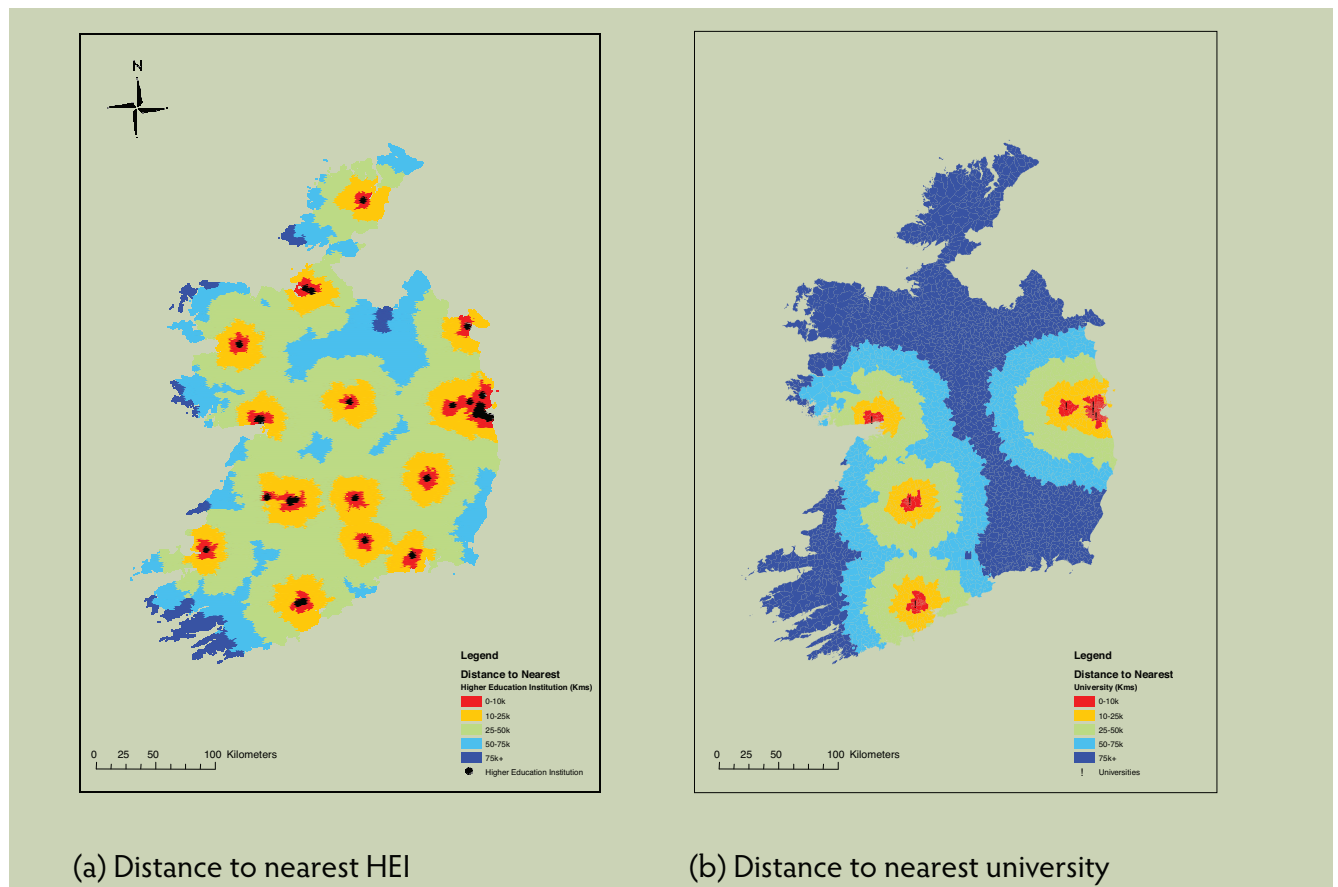 N
Legend
Distance to Nearest
Higher Education Institution (Kms)
0-10k
10-25k
25-50k
50-75k
75k+
Higher Education Institution
0 25 50 100 Kilometers
(a) Distance to nearest HEI
Legend
Distance to Nearest
University (Kms)
0-10k
10-25k
25-50k
50-75k
75k+
! Universities
0 25 50 100 Kilometers
(b) Distance to nearest university